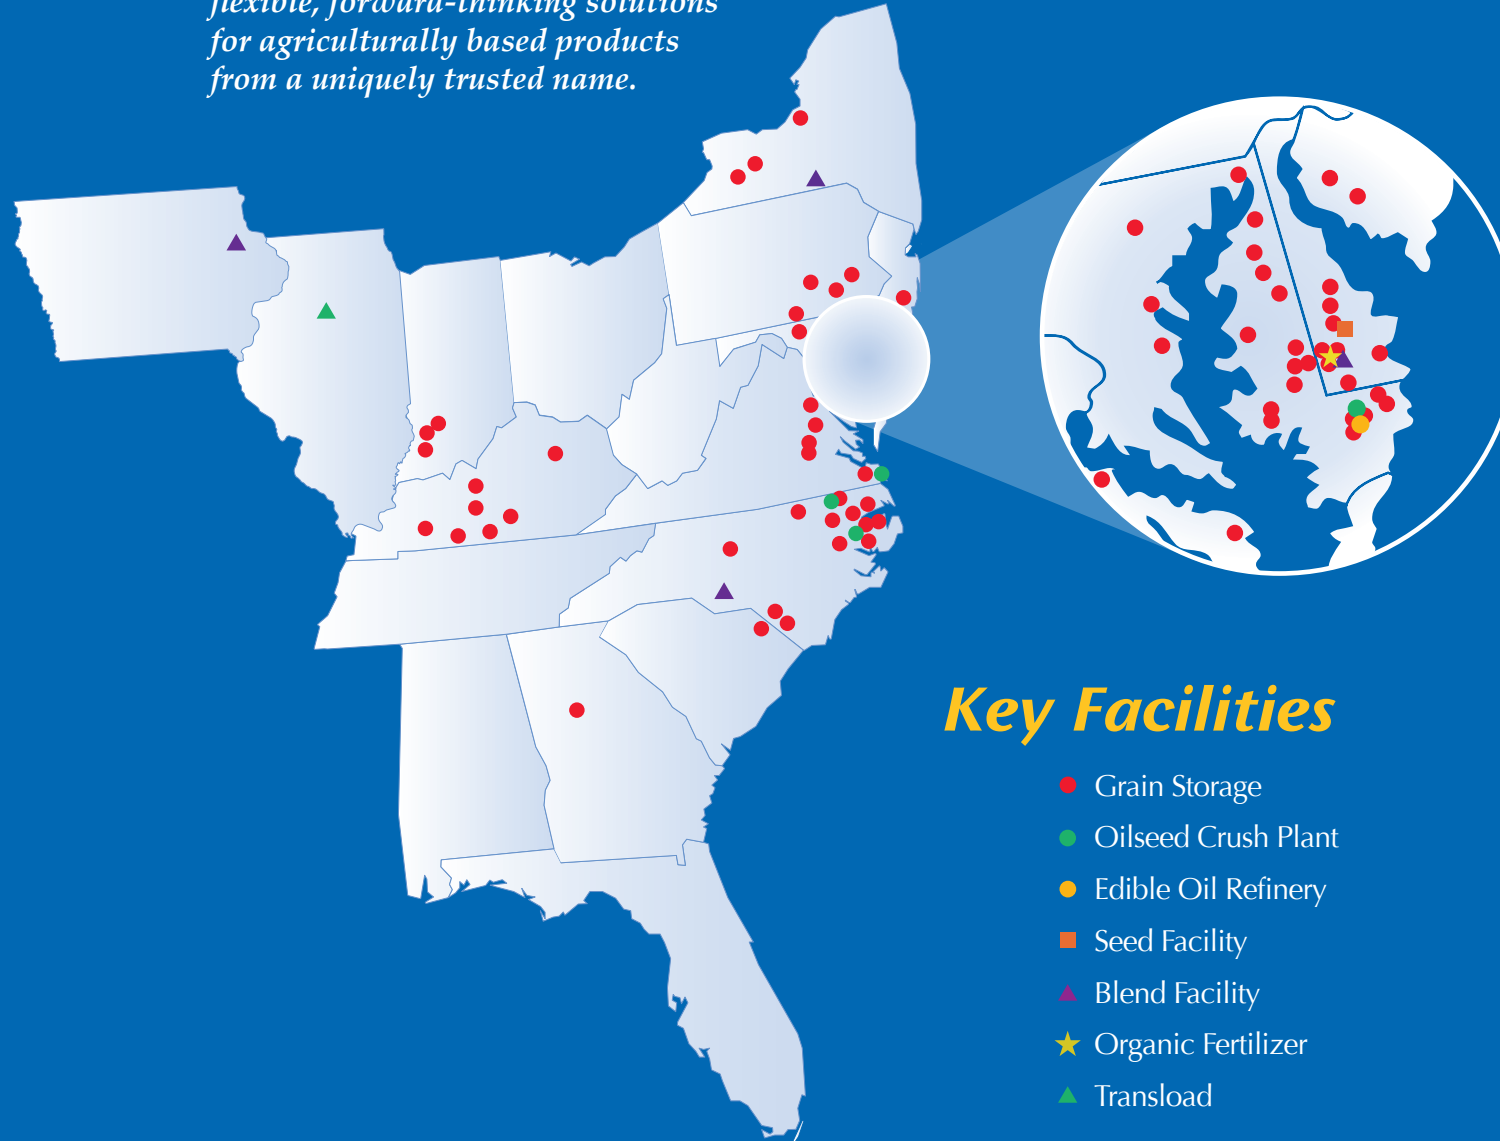 flexible, forward-thinking solutions
for agriculturally based products
from a uniquely trusted name.
Key Facilities
Grain Storage
Oilseed Crush Plant
Edible Oil Refinery
Seed Facility
Blend Facility
Organic Fertilizer
Transload